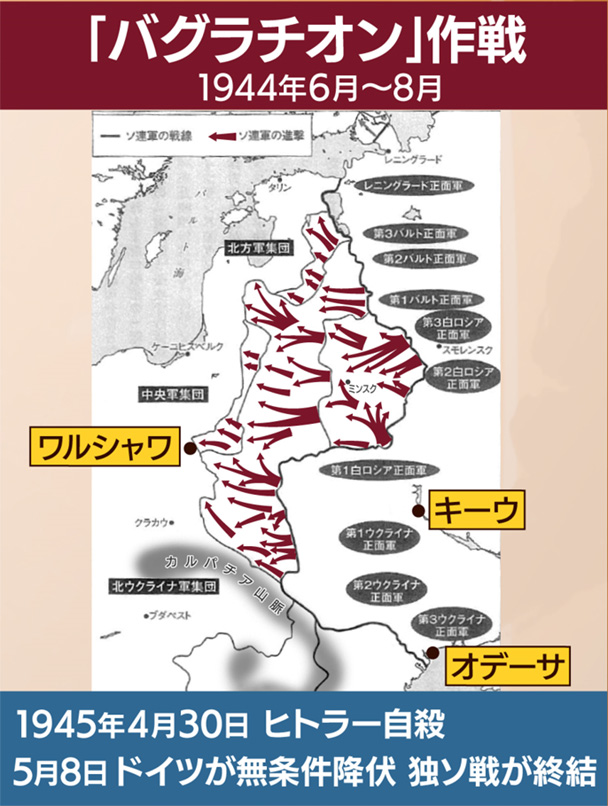 「バグラチオン」作戦
1944年6月〜8月
ソ連軍の戦線
ソ連軍の進撃
レニングラード
タリン
レニングラード正面軍
バルト海
第3バルト正面軍
北方軍集団
第2バルト正面軍
第1バルト正面軍
第3白ロシア
正面軍
ケーニヒスベルク
スモレンスク
ミンスク
第2白ロシア
正面軍
中央軍集団
ワルシャワ
第1白ロシア正面軍
キーウ
クラカウ
第1ウクライナ
正面軍
カルパチア山脈
北ウクライナ軍集団
第2ウクライナ
正面軍
ブダペスト
第3ウクライナ
正面軍
オデーサ
1945年4月30日 ヒトラー自殺
5月8日 ドイツが無条件降伏 独ソ戦が終結